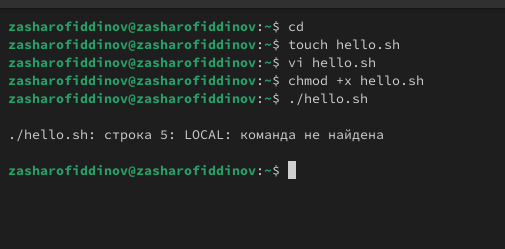 zasharofiddinov@zasharofiddinov:~$ cd
zasharofiddinov@zasharofiddinov:~$ touch hello.sh
zasharofiddinov@zasharofiddinov:~$ vi hello.sh
zasharofiddinov@zasharofiddinov:~$ chmod +x hello.sh
zasharofiddinov@zasharofiddinov:~$ ./hello.sh
./hello.sh: строка 5: LOCAL: команда не найдена
zasharofiddinov@zasharofiddinov:~$